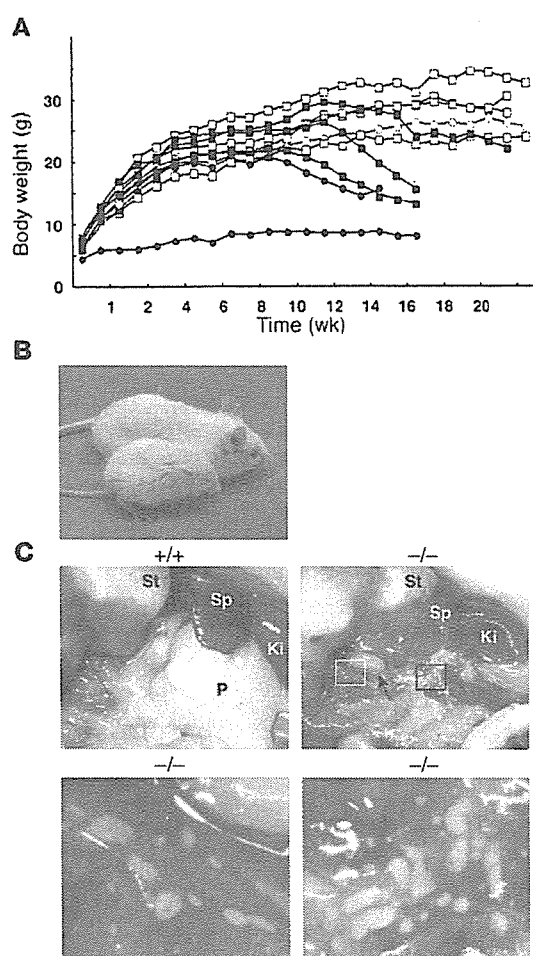 A
Body weight (g)
30
20
10
0
1 2 4 6 8 10 12 14 16 18 20
Time (wk)
B
C
+/+ –/–
St
Sp
Ki
P
St
Sp
Ki
–/– –/–